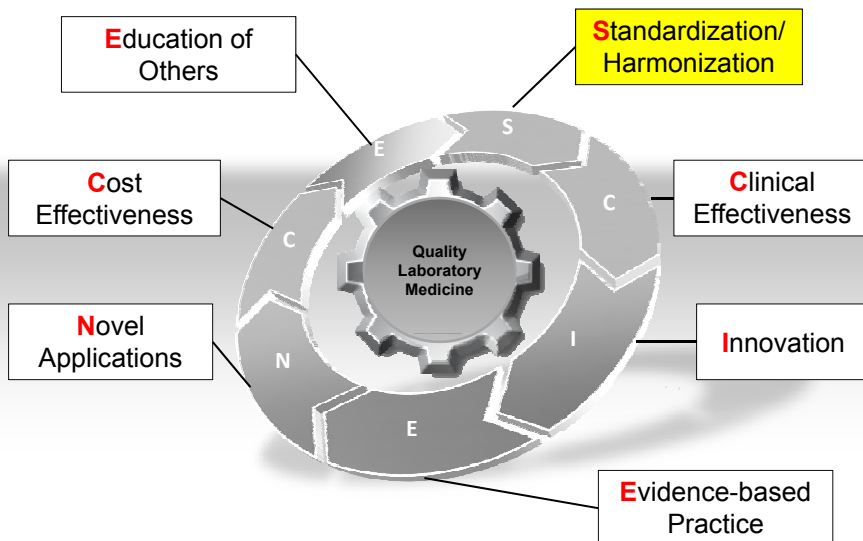 Education of
Others
Standardization/
Harmonization
E
S
Cost
Effectiveness
C
Clinical
Effectiveness
C
Quality
Laboratory
Medicine
Novel
Applications
N
I
Innovation
E
Evidence-based
Practice